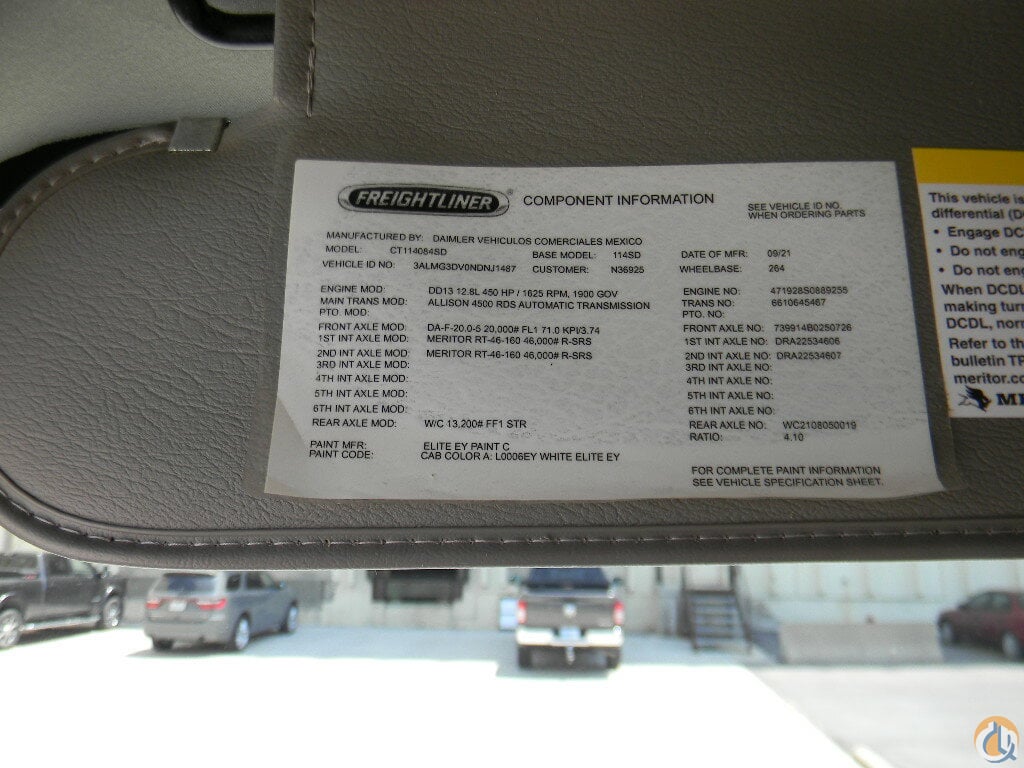 FREIGHTLINER® COMPONENT INFORMATION
SEE VEHICLE ID NO.
WHEN ORDERING PARTS
MANUFACTURED BY: DAIMLER VEHICULOS COMERCIALES MEXICO
MODEL: CT114084SD BASE MODEL: 114SD DATE OF MFR: 09/21
VEHICLE ID NO: 3ALMG3DV0NDNJ1487 CUSTOMER: N36925 WHEELBASE: 264
ENGINE MOD: DD13 12.8L 450 HP / 1625 RPM, 1900 GOV ENGINE NO: 471928S0889255
MAIN TRANS MOD: ALLISON 4500 RDS AUTOMATIC TRANSMISSION TRANS NO: 6610645467
PTO. MOD: PTO. NO:
FRONT AXLE MOD: DA-F-20.0-5 20,000# FL1 71.0 KPI/3.74 FRONT AXLE NO: 739914B0250726
1ST INT AXLE MOD: MERITOR RT-46-160 46,000# R-SRS 1ST INT AXLE NO: DRA22534606
2ND INT AXLE MOD: MERITOR RT-46-160 46,000# R-SRS 2ND INT AXLE NO: DRA22534607
3RD INT AXLE MOD: 3RD INT AXLE NO:
4TH INT AXLE MOD: 4TH INT AXLE NO:
5TH INT AXLE MOD: 5TH INT AXLE NO:
6TH INT AXLE MOD: 6TH INT AXLE NO:
REAR AXLE MOD: W/C 13,200# FF1 STR REAR AXLE NO: WC2108050019
RATIO: 4.10
PAINT MFR: ELITE EY PAINT C
PAINT CODE: CAB COLOR A: L0006EY WHITE ELITE EY
FOR COMPLETE PAINT INFORMATION
SEE VEHICLE SPECIFICATION SHEET.
This vehicle is
differential (D
• Engage DC
• Do not eng
• Do not eng
When DCDL
making turn
DCDL, norm
Refer to th
bulletin TP
meritor.co